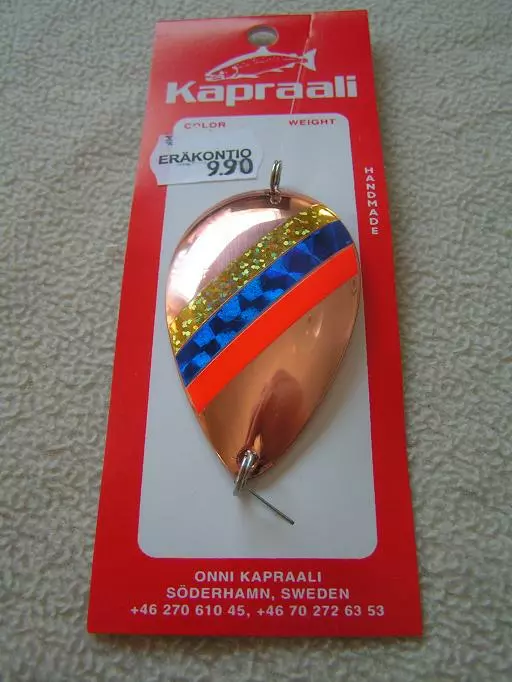 Kapraali
COLOR WEIGHT
ERÄKONTIO
9.90
HANDMADE
ONNI KAPRAALI
SÖDERHAMN, SWEDEN
+46 270 610 45, +46 70 272 63 53